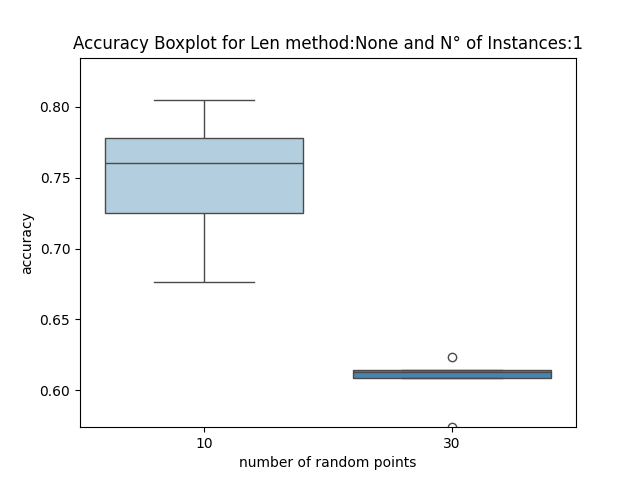 Accuracy Boxplot for Len method:None and N° of Instances:1
0.80
0.75
0.70
0.65
0.60
accuracy
10 30
number of random points